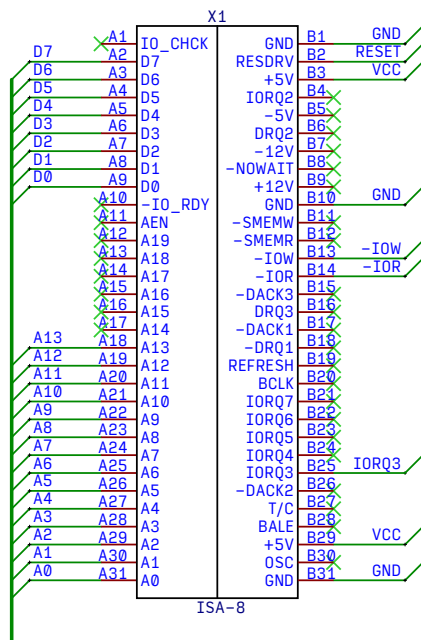 X1
A1 IO_CHCK GND B1 GND
D7 A2 D7 RESDRV B2 RESET
D6 A3 D6 +5V B3 VCC
D5 A4 D5 IORQ2 B4
D4 A5 D4 -5V B5
D3 A6 D3 DRQ2 B6
D2 A7 D2 -12V B7
D1 A8 D1 -NOWAIT B8
D0 A9 D0 +12V B9
A10 -IO_RDY GND B10 GND
A11 AEN -SMEMW B11
A12 A19 -SMEMR B12
A13 A18 -IOW B13 -IOW
A14 A17 -IOR B14 -IOR
A15 A16 -DACK3 B15
A16 A15 DRQ3 B16
A17 A14 -DACK1 B17
A13 A18 A13 -DRQ1 B18
A12 A19 A12 REFRESH B19
A11 A20 A11 BCLK B20
A10 A21 A10 IORQ7 B21
A9 A22 A9 IORQ6 B22
A8 A23 A8 IORQ5 B23
A7 A24 A7 IORQ4 B24
A6 A25 A6 IORQ3 B25 IORQ3
A5 A26 A5 -DACK2 B26
A4 A27 A4 T/C B27
A3 A28 A3 BALE B28
A2 A29 A2 +5V B29 VCC
A1 A30 A1 OSC B30
A0 A31 A0 GND B31 GND
ISA-8